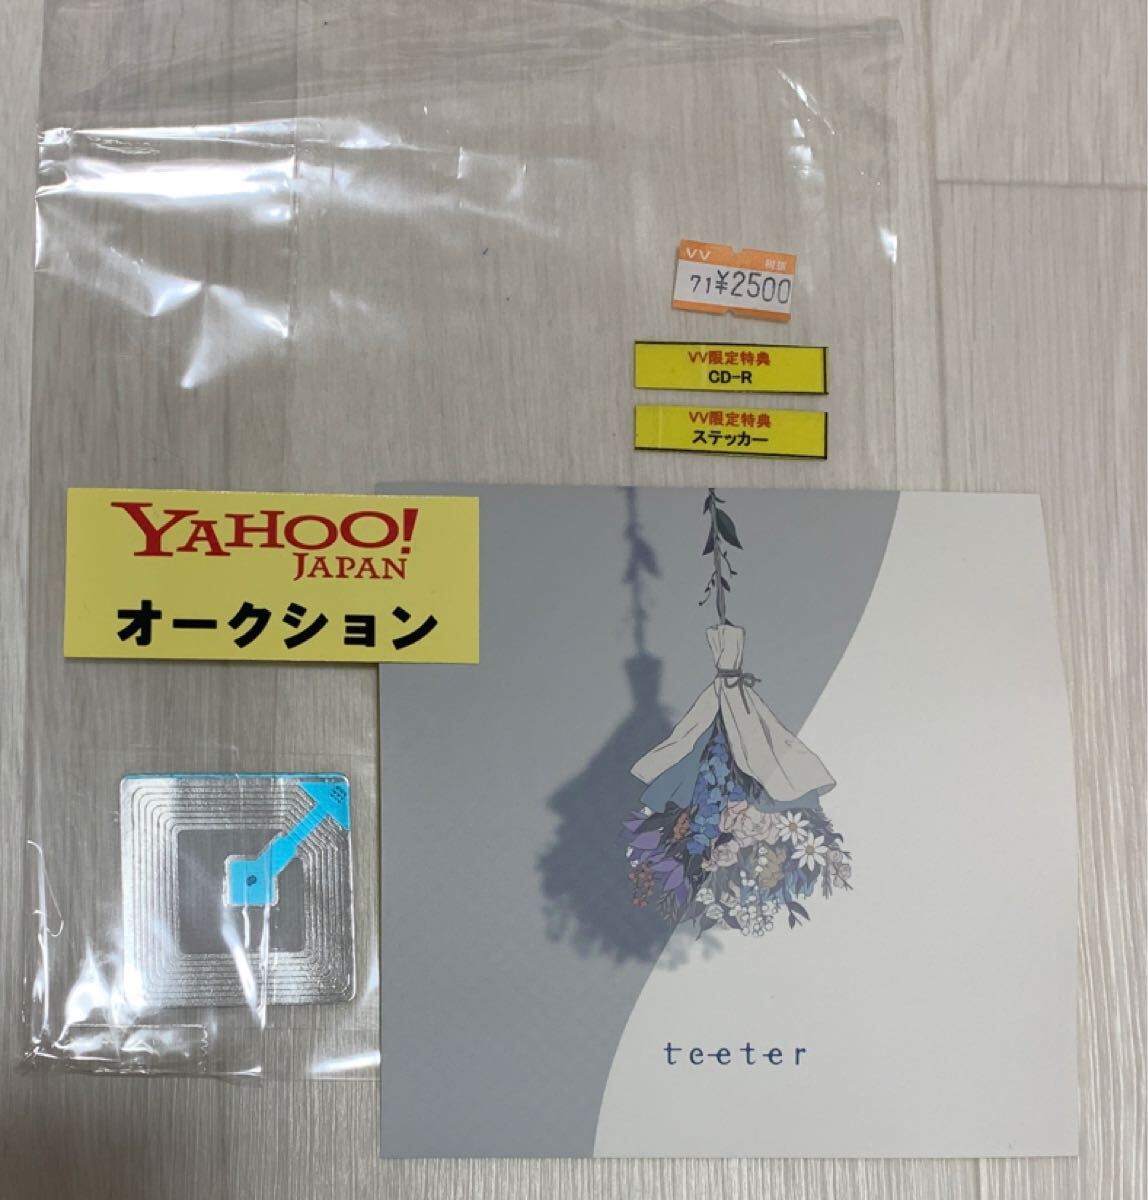 VV 税抜
71¥2500
VV限定特典
CD-R
VV限定特典
ステッカー
YAHOO!
JAPAN
オークション
teeter